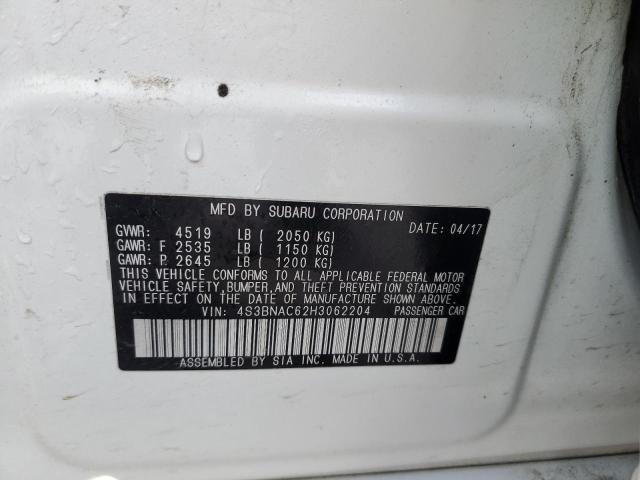 MFD BY SUBARU CORPORATION
DATE: 04/17
GVWR: 4519 LB ( 2050 KG)
GAWR: F 2535 LB ( 1150 KG)
GAWR: R 2645 LB ( 1200 KG)
THIS VEHICLE CONFORMS TO ALL APPLICABLE FEDERAL MOTOR
VEHICLE SAFETY, BUMPER, AND THEFT PREVENTION STANDARDS
IN EFFECT ON THE DATE OF MANUFACTURE SHOWN ABOVE.
VIN: 4S3BNAC62H3062204 PASSENGER CAR
ASSEMBLED BY SIA INC. MADE IN U.S.A.